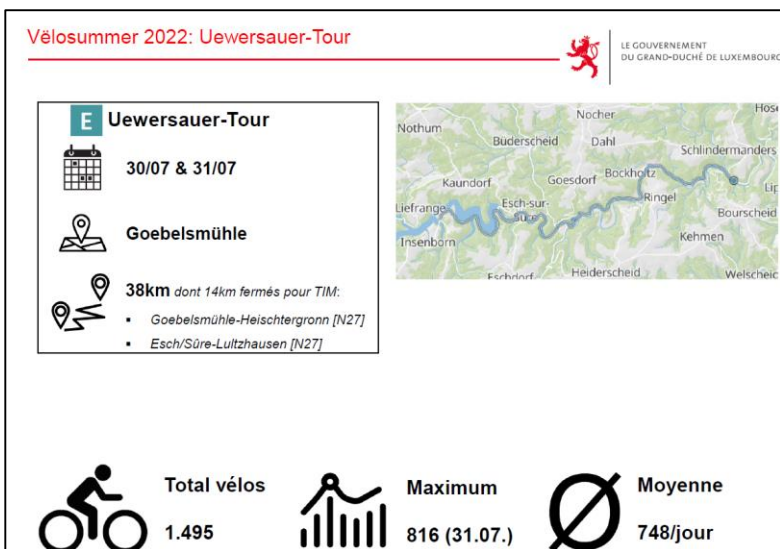 Vëlosummer 2022: Uewersauer-Tour
LE GOUVERNEMENT
DU GRAND-DUCHÉ DE LUXEMBOURG
E Uewersauer-Tour
30/07 & 31/07
Goebelsmühle
38km dont 14km fermés pour TIM:
▪ Goebelsmühle-Heischtergronn [N27]
▪ Esch/Sûre-Lultzhausen [N27]
Nothum
Nocher
Büderscheid
Dahl
Schlindermanders
Kaundorf
Goesdorf
Bockholtz
Liefrange
Esch-sur-
Sûre
Ringel
Bourscheid
Insenborn
Kehmen
Eschdorf
Heiderscheid
Welscheid
Total vélos
1.495
Maximum
816 (31.07.)
Moyenne
748/jour